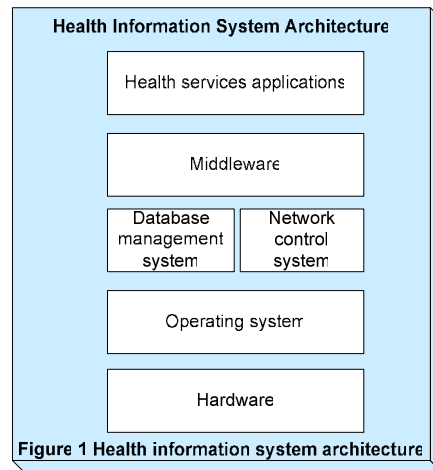 Health Information System Architecture
Health services applications
Middleware
Database
management
system
Network
control
system
Operating system
Hardware
Figure 1 Health information system architecture